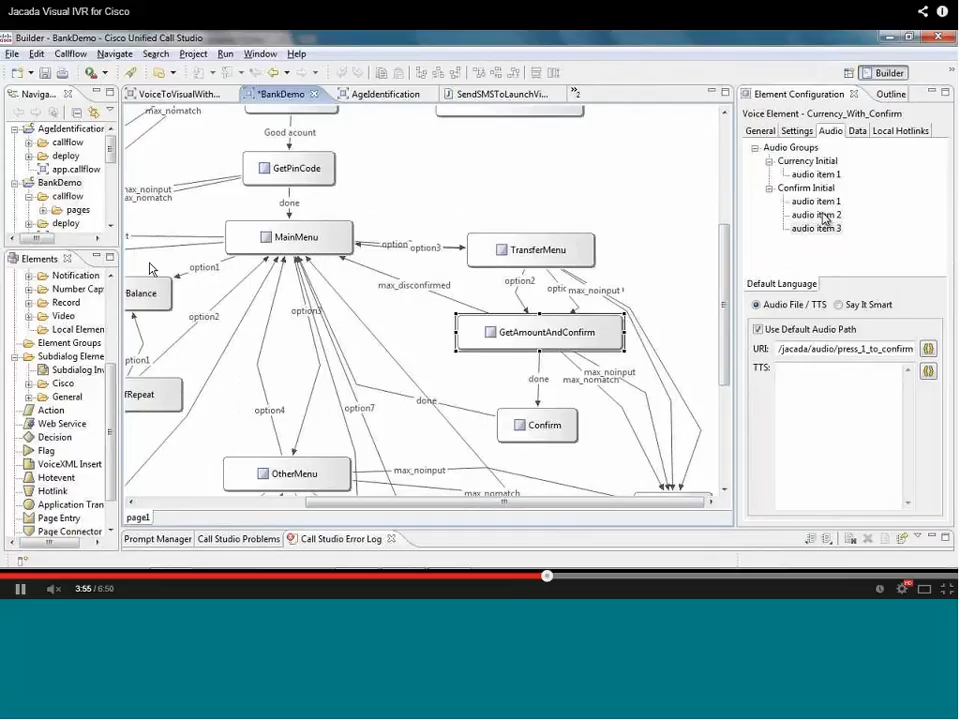 Jacada Visual IVR for Cisco
Builder - BankDemo - Cisco Unified Call Studio
File Edit Callflow Navigate Search Project Run Window Help
Builder
Naviga...
AgeIdentification
callflow
deploy
app.callflow
BankDemo
callflow
pages
deploy
Elements
Notification
Number Cap
Record
Video
Local Elemen
Element Groups
Subdialog Eleme
Subdialog Inv
Cisco
General
Action
Web Service
Decision
Flag
VoiceXML Insert
Hotevent
Hotlink
Application Tran
Page Entry
Page Connector
VoiceToVisualWith... *BankDemo AgeIdentification SendSMSToLaunchVi... »2
max_nomatch
Good acount
GetPinCode
max_noinput
max_nomatch
done
MainMenu
option option3
TransferMenu
option1
max_disconfirmed
option2 optic max_noinput
Balance
option2
option3
GetAmountAndConfirm
option1
max_noinput
done
max_nomatch
fRepeat
option4
option7
done
Confirm
OtherMenu
max_noinput
max_nomatch
page1
Element Configuration Outline
Voice Element - Currency_With_Confirm
General Settings Audio Data Local Hotlinks
Audio Groups
Currency Initial
audio item 1
Confirm Initial
audio item 1
audio item 2
audio item 3
Default Language
Audio File / TTS Say It Smart
Use Default Audio Path
URI: /jacada/audio/press_1_to_confirm
TTS:
Prompt Manager Call Studio Problems Call Studio Error Log
3:55 / 6:50
HD